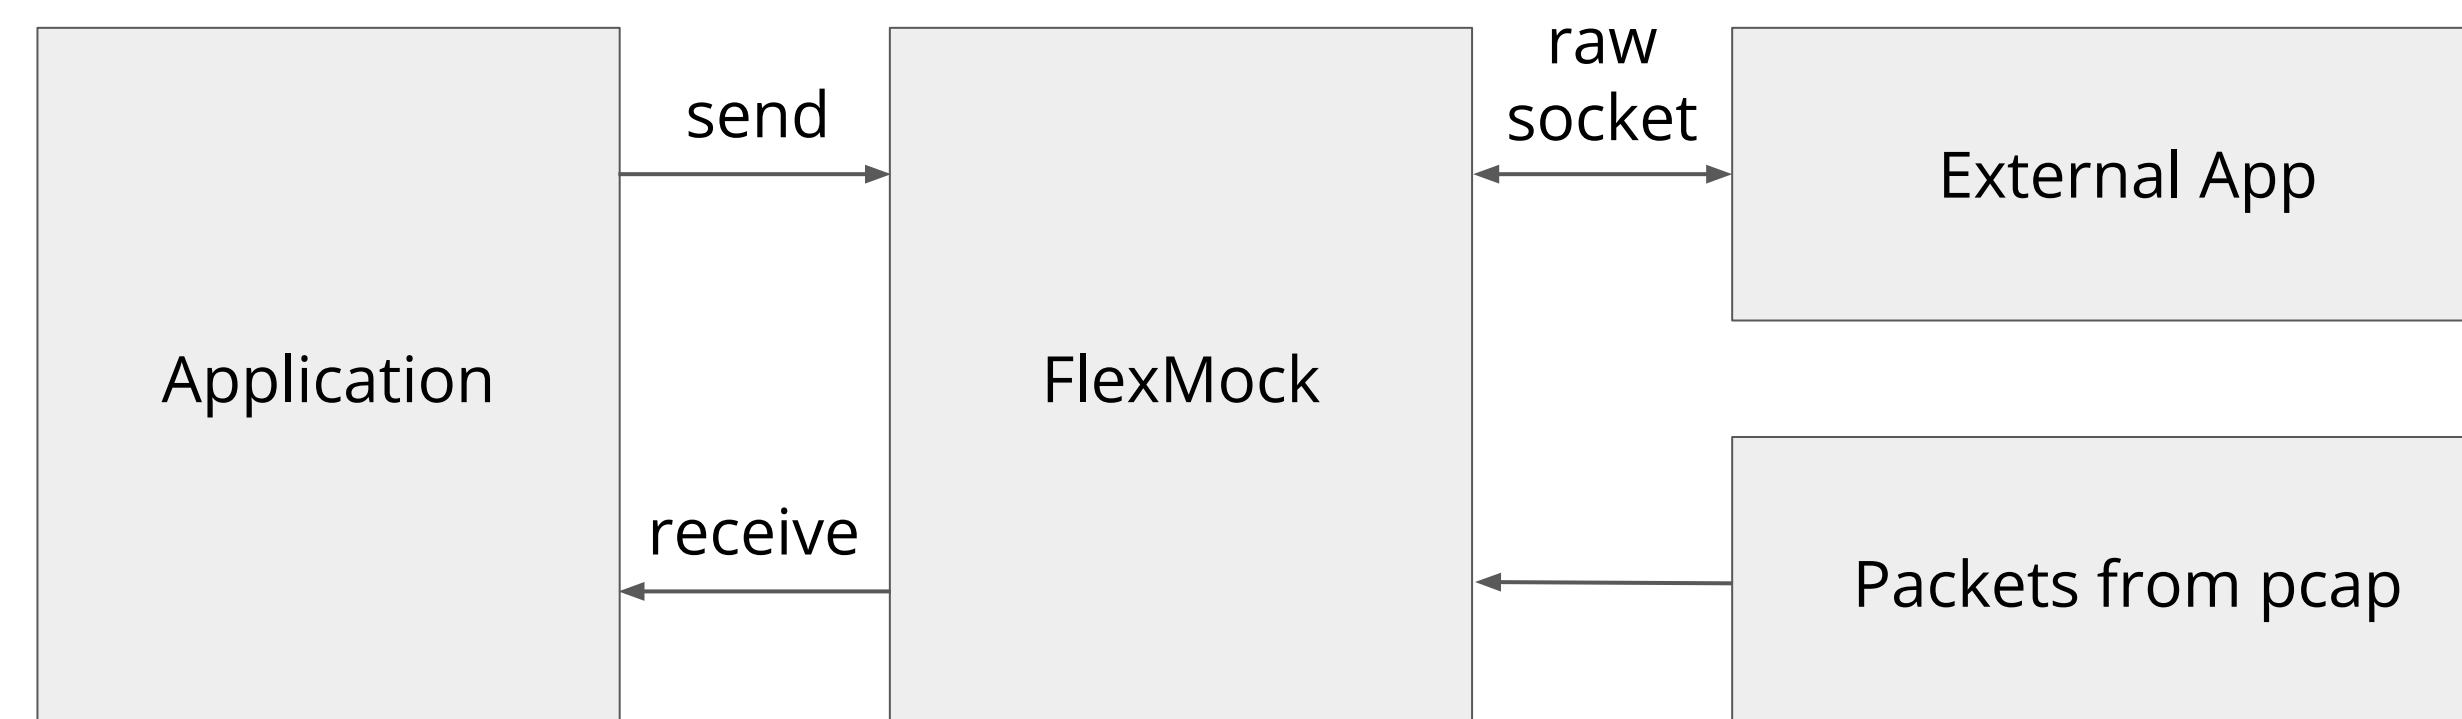 raw
socket
send
External App
Application
FlexMock
receive
Packets from pcap